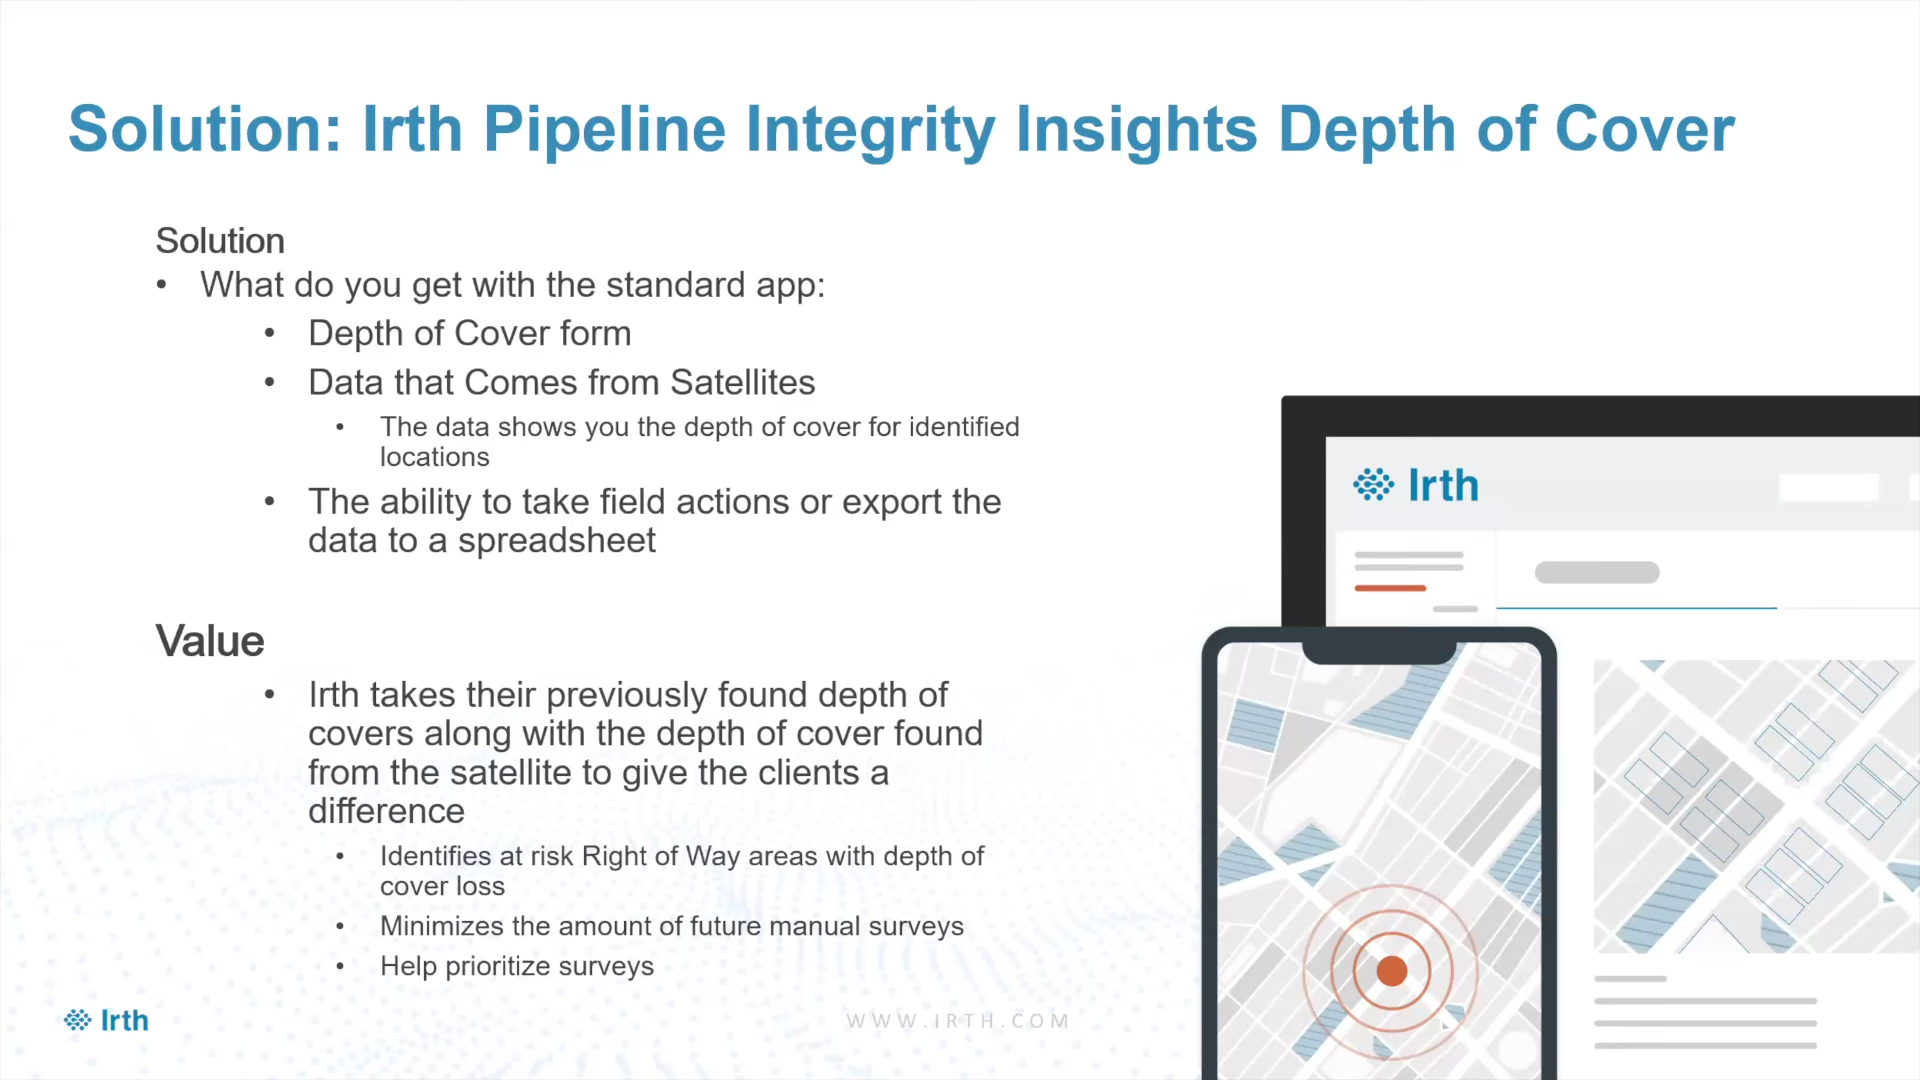 Solution: Irth Pipeline Integrity Insights Depth of Cover
Solution
• What do you get with the standard app:
• Depth of Cover form
• Data that Comes from Satellites
• The data shows you the depth of cover for identified
locations
• The ability to take field actions or export the
data to a spreadsheet
Irth
Value
• Irth takes their previously found depth of
covers along with the depth of cover found
from the satellite to give the clients a
difference
• Identifies at risk Right of Way areas with depth of
cover loss
• Minimizes the amount of future manual surveys
• Help prioritize surveys
Irth
WWW.IRTH.COM